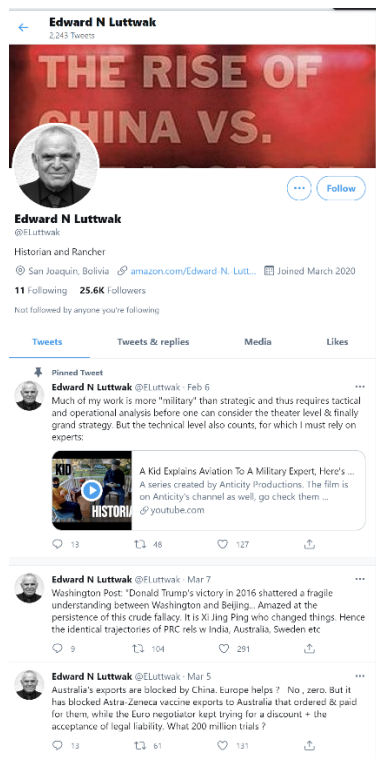 Edward N Luttwak
2,243 Tweets
THE RISE OF
CHINA VS.
Follow
Edward N Luttwak
@ELuttwak
Historian and Rancher
San Joaquin, Bolivia amazon.com/Edward-N.-Lutt... Joined March 2020
11 Following 25.6K Followers
Not followed by anyone you're following
Tweets Tweets & replies Media Likes
Pinned Tweet
Edward N Luttwak @ELuttwak · Feb 6
Much of my work is more "military" than strategic and thus requires tactical
and operational analysis before one can consider the theater level & finally
grand strategy. But the technical level also counts, for which I must rely on
experts:
KID
HISTORIA
A Kid Explains Aviation To A Military Expert, Here's ...
A series created by Anticity Productions. The film is
on Anticity's channel as well, go check them ...
youtube.com
13 48 127
Edward N Luttwak @ELuttwak · Mar 7
Washington Post: "Donald Trump's victory in 2016 shattered a fragile
understanding between Washington and Beijing... Amazed at the
persistence of this crude fallacy. It is Xi Jing Ping who changed things. Hence
the identical trajectories of PRC rels w India, Australia, Sweden etc
9 104 291
Edward N Luttwak @ELuttwak · Mar 5
Australia's exports are blocked by China. Europe helps ? No , zero. But it
has blocked Astra-Zeneca vaccine exports to Australia that ordered & paid
for them, while the Euro negotiator kept trying for a discount + the
acceptance of legal liability. What 200 million trials ?
13 61 131